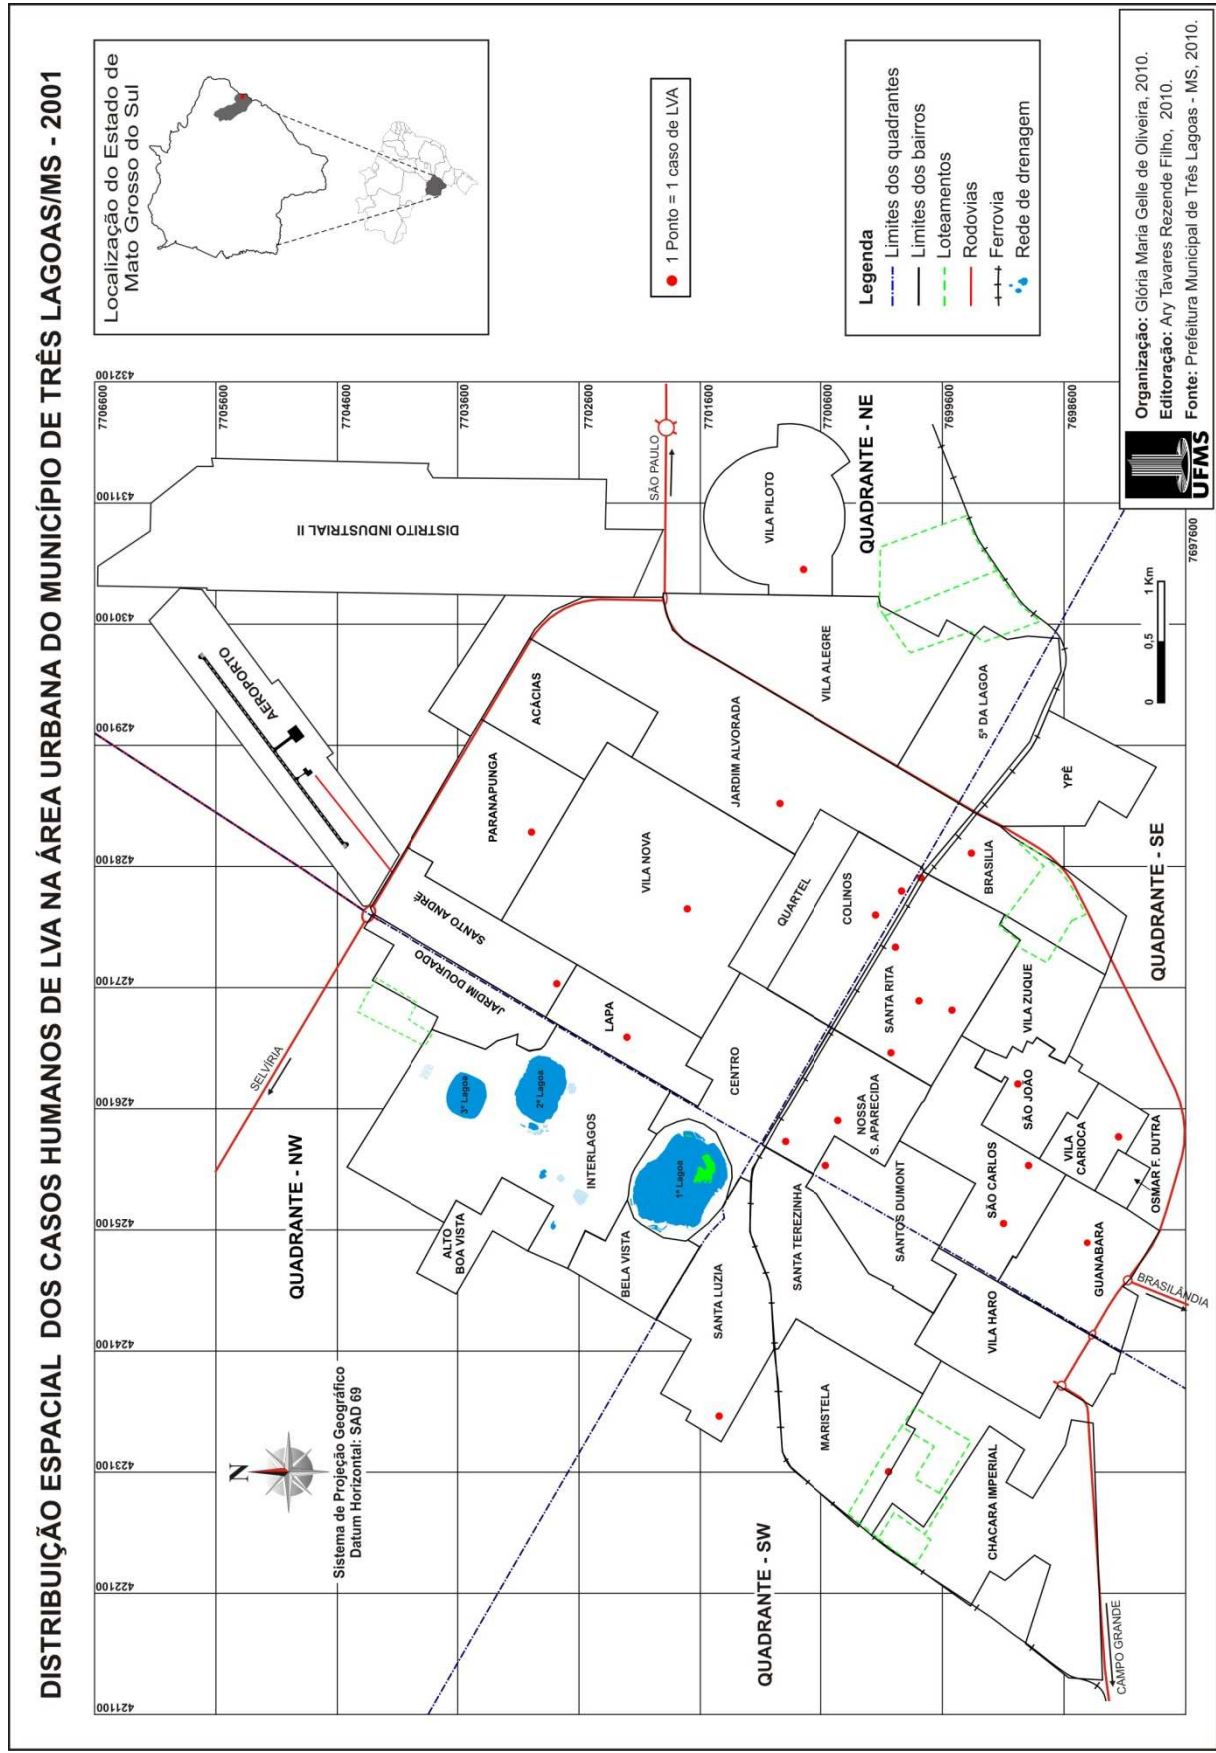 DISTRIBUIÇÃO ESPACIAL DOS CASOS HUMANOS DE LVA NA ÁREA URBANA DO MUNICÍPIO DE TRÊS LAGOAS/MS - 2001
Localização do Estado de
Mato Grosso do Sul
1 Ponto = 1 caso de LVA
Legenda
Limites dos quadrantes
Limites dos bairros
Loteamentos
Rodovias
Ferrovia
Rede de drenagem
Organização: Glória Maria Gelle de Oliveira, 2010.
Editoração: Ary Tavares Rezende Filho, 2010.
Fonte: Prefeitura Municipal de Três Lagoas - MS, 2010.
UFMS
N
Sistema de Projeção Geográfico
Datum Horizontal: SAD 69
421100
422100
423100
424100
425100
426100
427100
428100
429100
430100
431100
432100
7706600
7705600
7704600
7703600
7702600
7701600
7700600
7699600
7698600
7697600
QUADRANTE - NW
QUADRANTE - NE
QUADRANTE - SW
QUADRANTE - SE
SELVÍRIA
SÃO PAULO
BRASILÂNDIA
CAMPO GRANDE
AEROPORTO
DISTRITO INDUSTRIAL II
VILA PILOTO
ACÁCIAS
PARANAPUNGA
SANTO ANDRÉ
JARDIM DOURADO
VILA NOVA
JARDIM ALVORADA
VILA ALEGRE
5ª DA LAGOA
YPÊ
LAPA
QUARTEL
COLINOS
CENTRO
BRASILIA
3ª Lagoa
2ª Lagoa
1ª Lagoa
INTERLAGOS
ALTO
BOA VISTA
BELA VISTA
SANTA LUZIA
SANTA RITA
NOSSA
S. APARECIDA
VILA ZUQUE
SÃO JOÃO
VILA
CARIOCA
OSMAR F. DUTRA
SÃO CARLOS
SANTOS DUMONT
SANTA TEREZINHA
GUANABARA
VILA HARO
MARISTELA
CHACARA IMPERIAL
0
0,5
1 Km